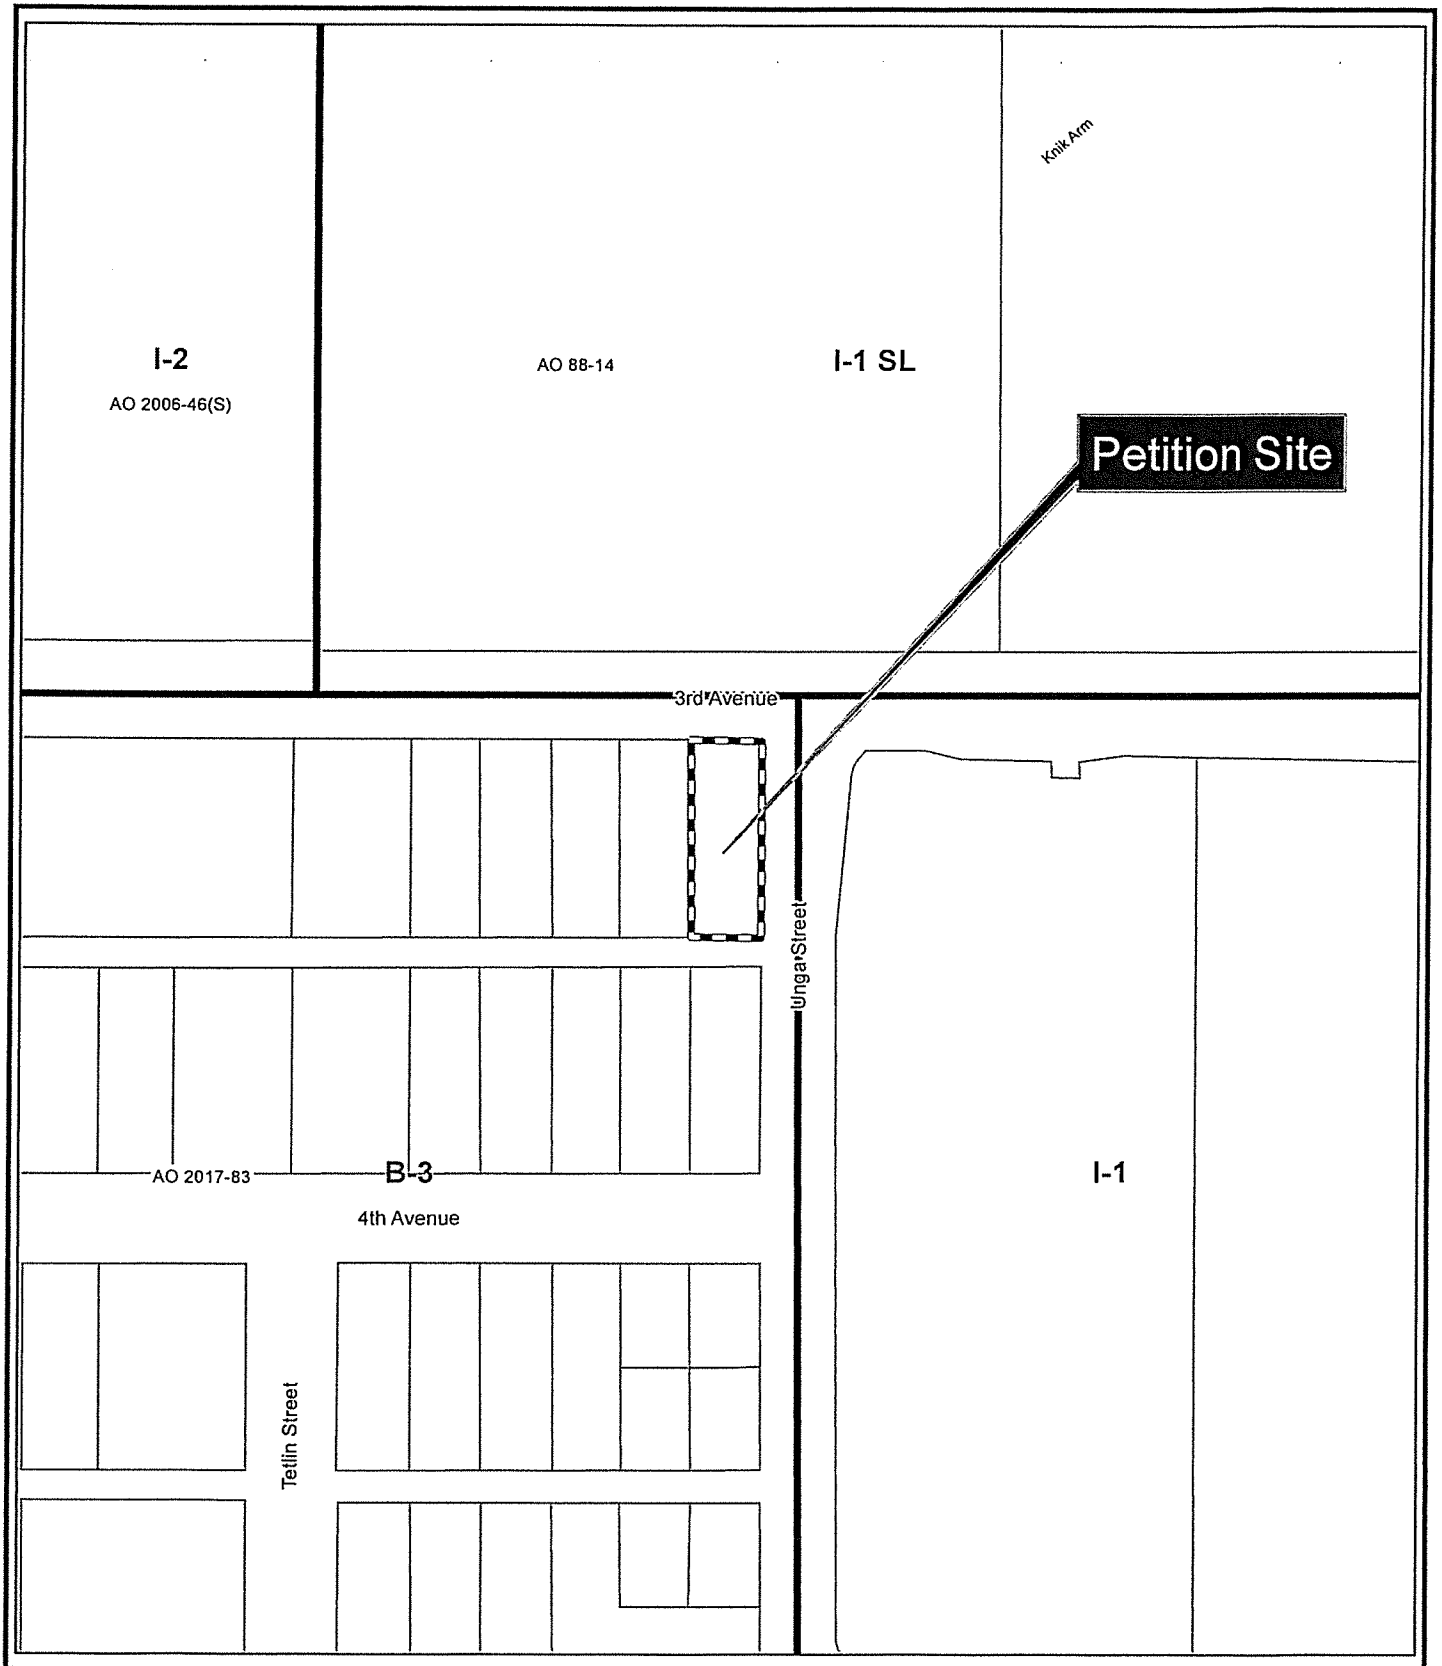 Knik Arm
I-2
AO 88-14
I-1 SL
AO 2006-46(S)
Petition Site
3rd Avenue
Unga Street
AO 2017-83
B-3
I-1
4th Avenue
Tetlin Street